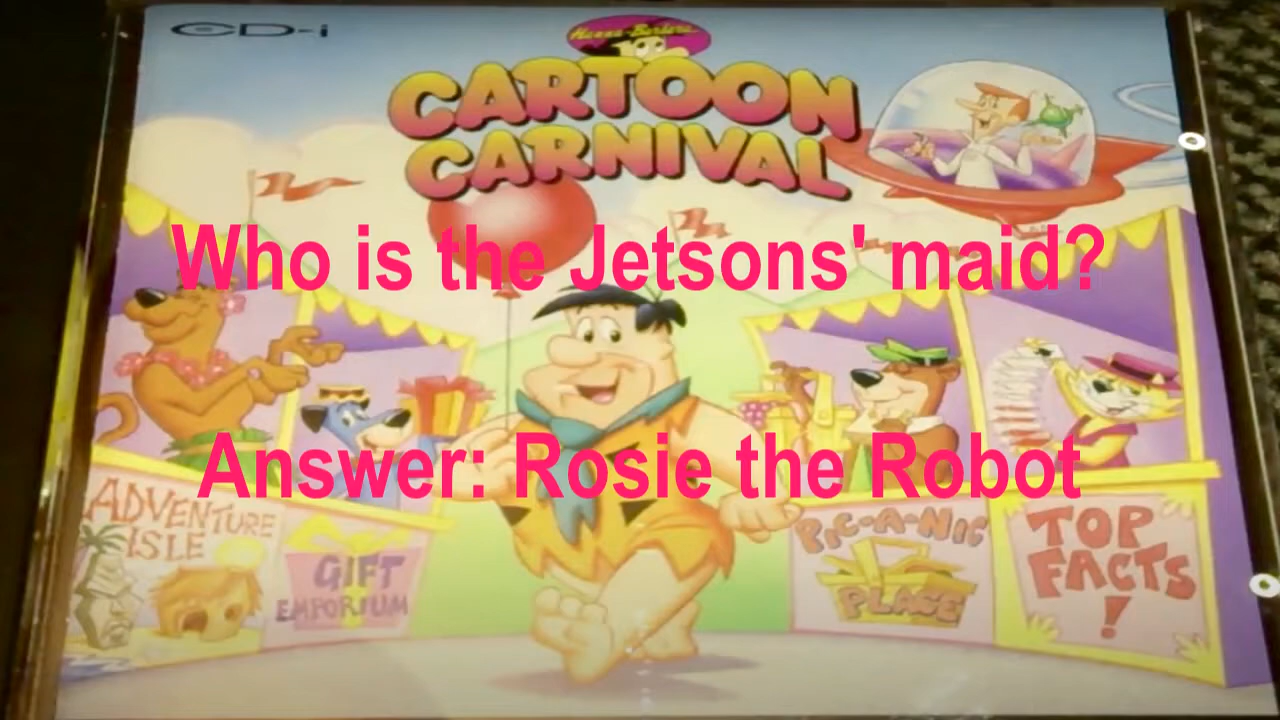 CD-i
Hanna-Barbera
CARTOON
CARNIVAL
Who is the Jetsons' maid?
Answer: Rosie the Robot
ADVENTURE
ISLE
GIFT
EMPORIUM
PIC-A-NIC
PLACE
TOP
FACTS
!